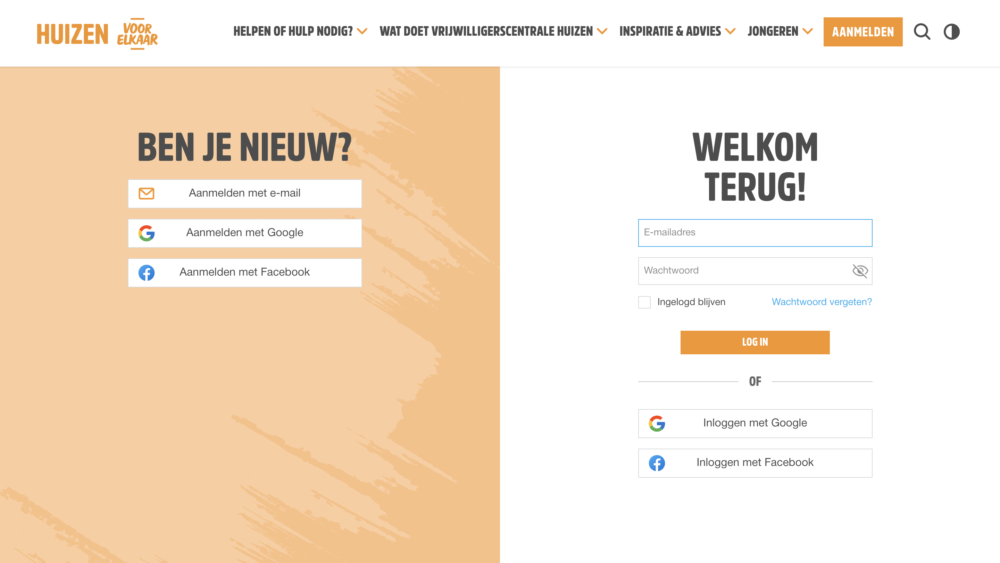 HUIZEN
VOOR
ELKAAR
HELPEN OF HULP NODIG?
WAT DOET VRIJWILLIGERSCENTRALE HUIZEN
INSPIRATIE & ADVIES
JONGEREN
AANMELDEN
BEN JE NIEUW?
Aanmelden met e-mail
Aanmelden met Google
Aanmelden met Facebook
WELKOM
TERUG!
E-mailadres
Wachtwoord
Ingelogd blijven
Wachtwoord vergeten?
LOG IN
OF
Inloggen met Google
Inloggen met Facebook